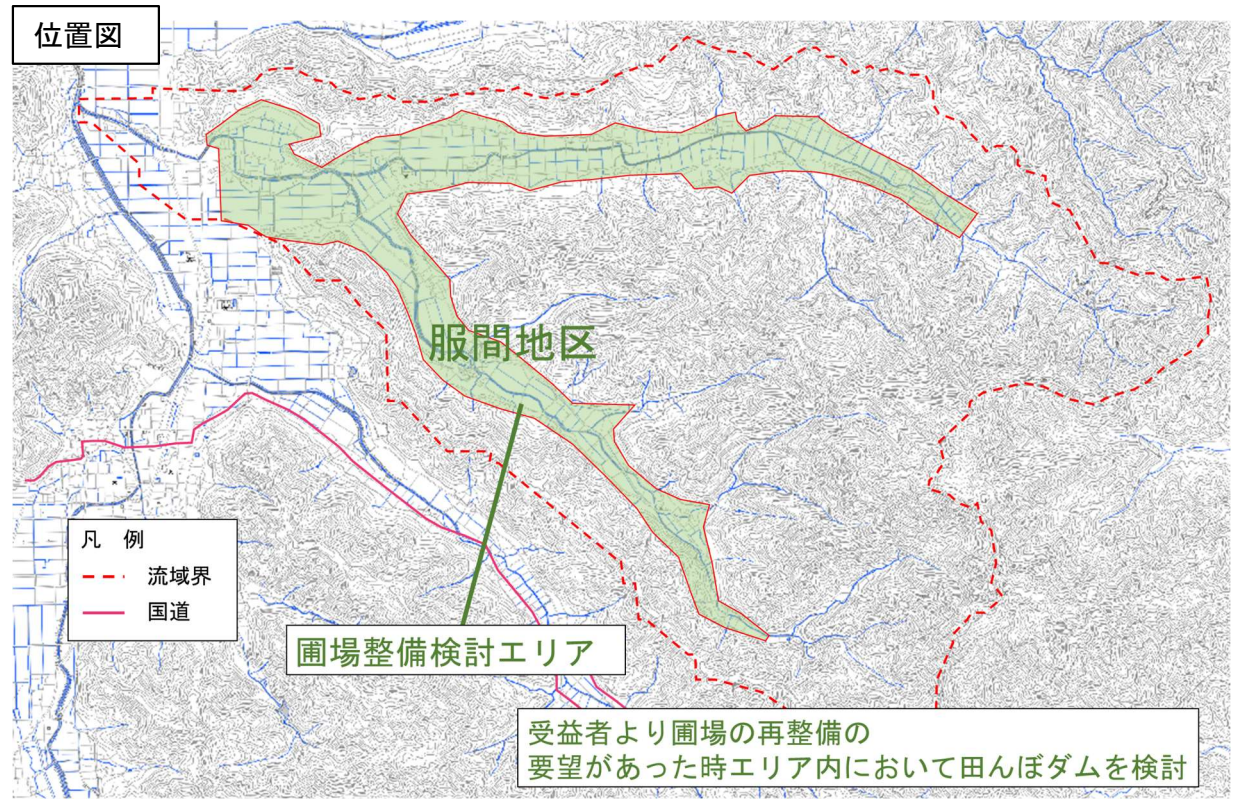 位置図
服間地区
凡 例
流域界
国道
圃場整備検討エリア
受益者より圃場の再整備の
要望があった時エリア内において田んぼダムを検討